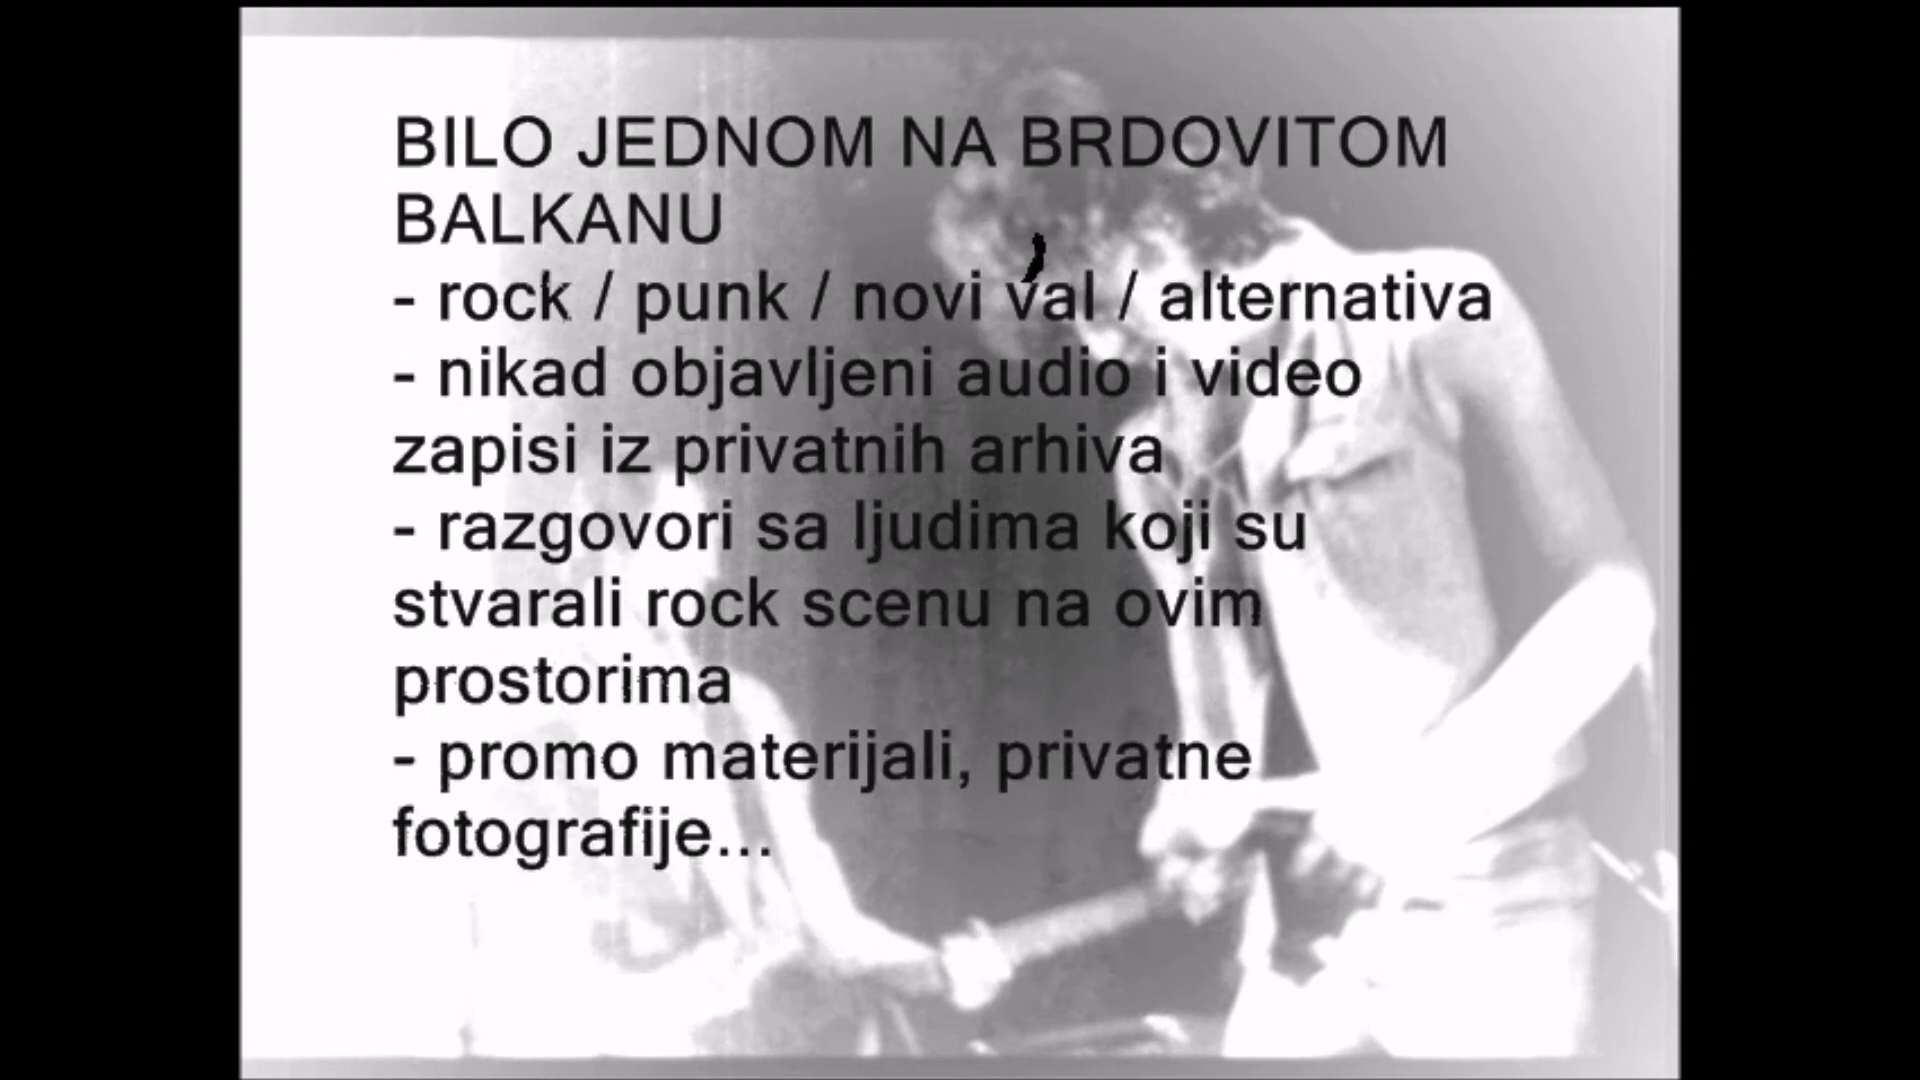 BILO JEDNOM NA BRDOVITOM
BALKANU
- rock / punk / novi val / alternativa
- nikad objavljeni audio i video
zapisi iz privatnih arhiva
- razgovori sa ljudima koji su
stvarali rock scenu na ovim
prostorima
- promo materijali, privatne
fotografije...